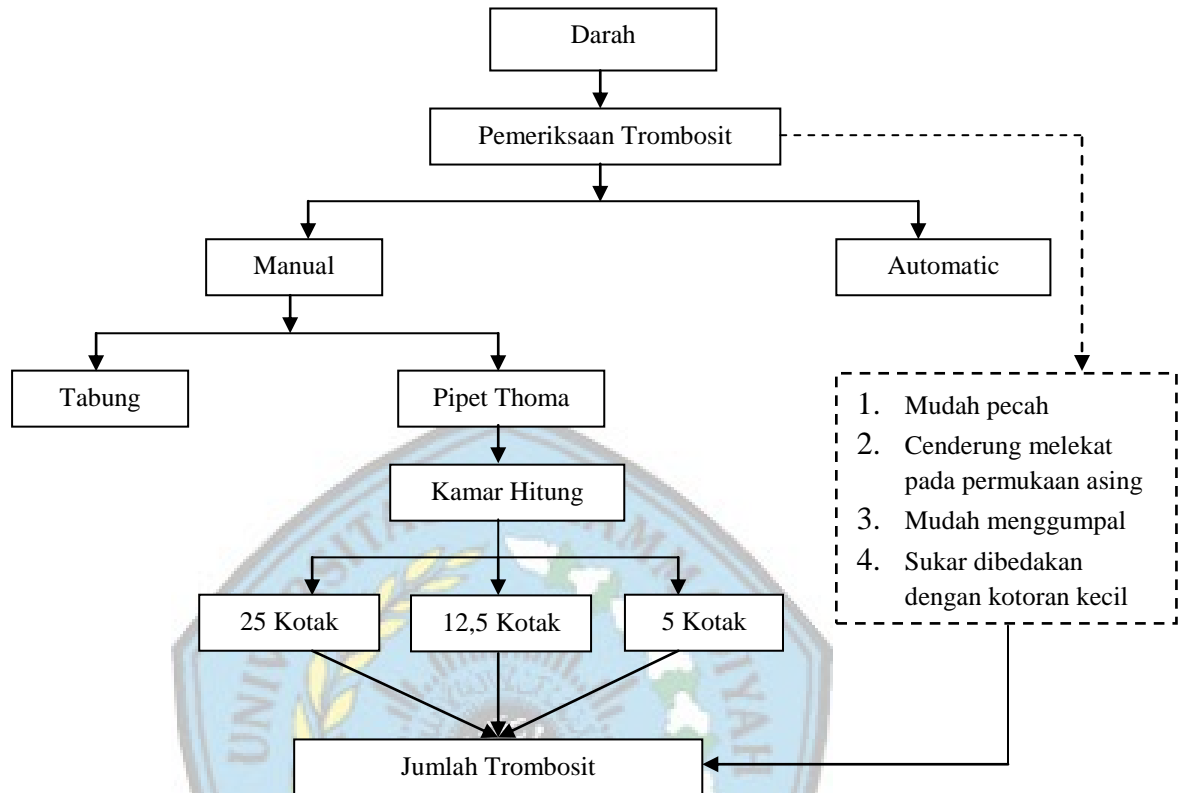 Darah
Pemeriksaan Trombosit
Manual
Automatic
Tabung
Pipet Thoma
1. Mudah pecah
2. Cenderung melekat
pada permukaan asing
3. Mudah menggumpal
4. Sukar dibedakan
dengan kotoran kecil
Kamar Hitung
25 Kotak
12,5 Kotak
5 Kotak
Jumlah Trombosit